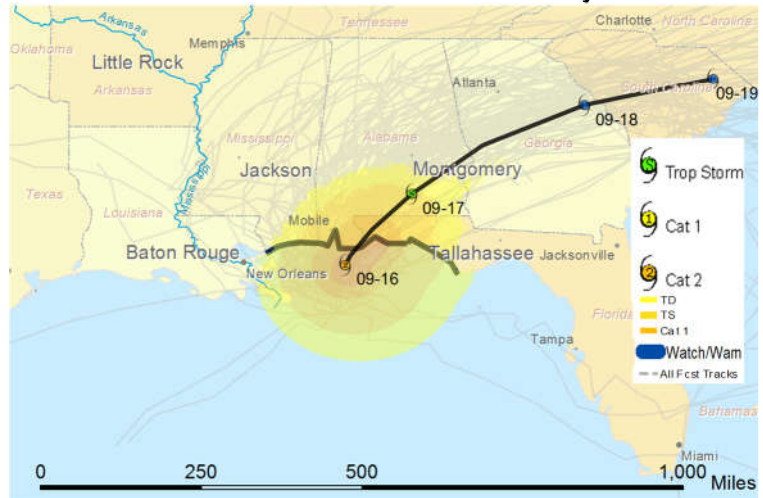 Tennessee
Charlotte
North Carolina
Arkansas
Memphis
Oklahoma
Little Rock
Arkansas
Atlanta
South Carolina
09-19
09-18
Mississippi
Alabama
Georgia
Mississippi
Jackson
Montgomery
Trop Storm
Texas
Louisiana
Mobile
09-17
1
Cat 1
Baton Rouge
Tallahassee
Jacksonville
New Orleans
09-16
2
Cat 2
TD
TS
Cat 1
Florida
Tampa
Watch/Warn
All Fcst Tracks
Bahamas
Miami
0
250
500
1,000
Miles